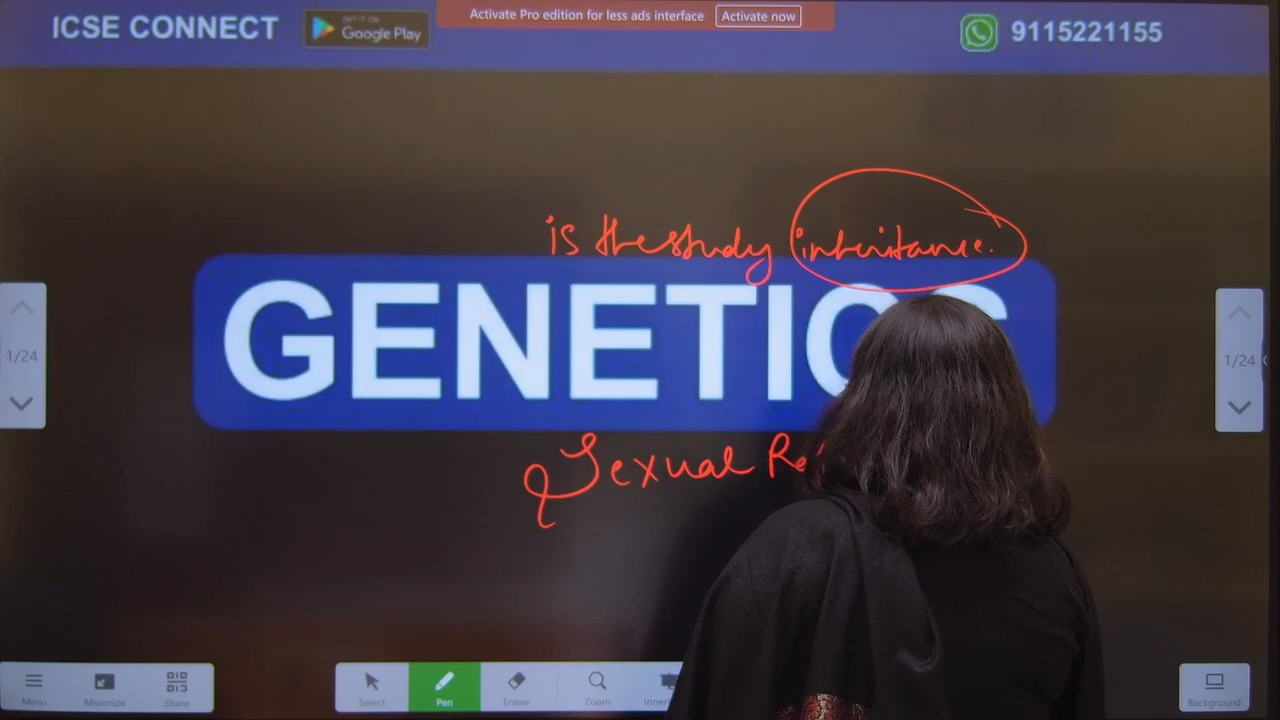 ICSE CONNECT
GET IT ON
Google Play
Activate Pro edition for less ads interface
Activate now
9115221155
is the study inheritance.
GENETICS
Sexual Re
1/24
1/24
Menu
Minimize
Share
Select
Pen
Eraser
Zoom
Background